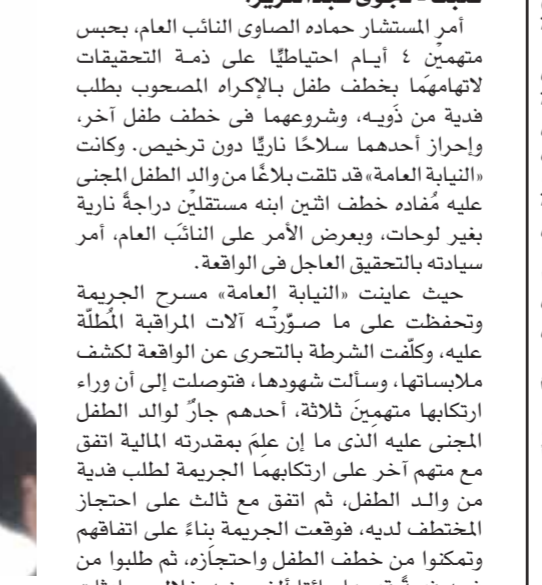 أمر المستشار حماده الصاوى النائب العام، بحبس
متهمين ٤ أيام احتياطيًّا على ذمة التحقيقات
لاتهامهما بخطف طفل بالإكراه المصحوب بطلب
فدية من ذويه، وشروعهما فى خطف طفل آخر،
وإحراز أحدهما سلاحًا ناريًّا دون ترخيص. وكانت
«النيابة العامة» قد تلقت بلاغًا من والد الطفل المجنى
عليه مُفاده خطف اثنين ابنه مستقلَين دراجةً نارية
بغير لوحات، وبعرض الأمر على النائب العام، أمر
سيادته بالتحقيق العاجل فى الواقعة.
حيث عاينت «النيابة العامة» مسرح الجريمة
وتحفظت على ما صوّرتْه آلات المراقبة المُطلّة
عليه، وكلّفت الشرطة بالتحرى عن الواقعة لكشف
ملابساتها، وسألت شهودها، فتوصلت إلى أن وراء
ارتكابها متهمِينَ ثلاثة، أحدهم جارٌ لوالد الطفل
المجنى عليه الذى ما إن علِمَ بمقدرته المالية اتفق
مع متهم آخر على ارتكابهما الجريمة لطلب فدية
من والد الطفل، ثم اتفق مع ثالث على احتجاز
المختطف لديه، فوقعت الجريمة بناءً على اتفاقهم
وتمكنوا من خطف الطفل واحتجازه، ثم طلبوا من